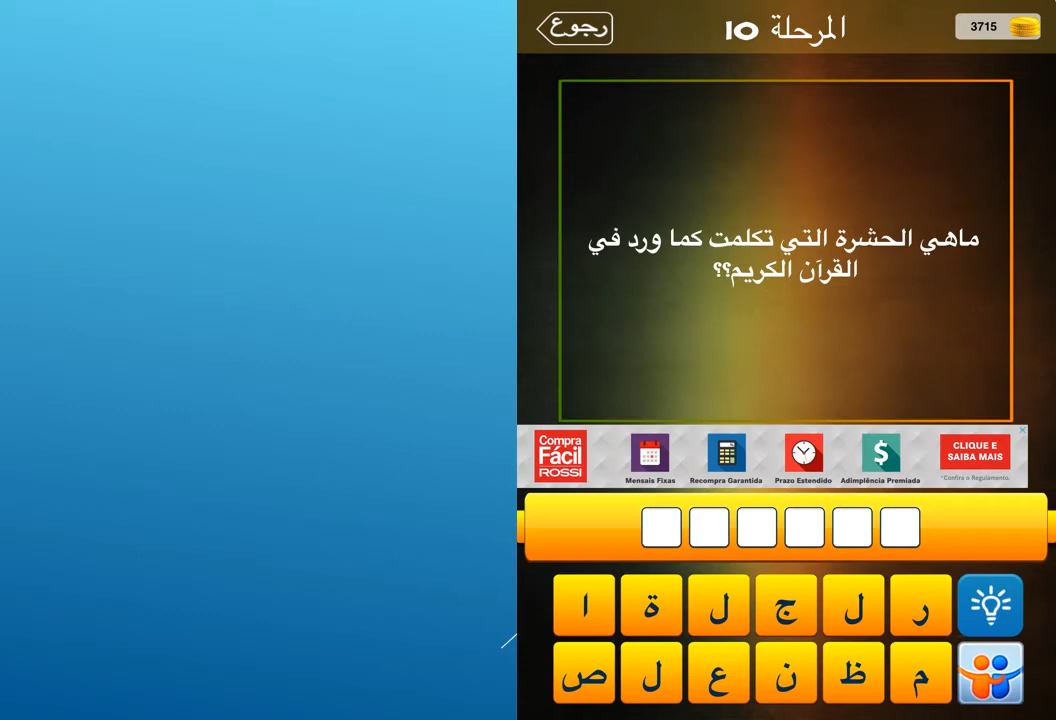 رجوع
المرحلة 10
3715
ماهي الحشرة التي تكلمت كما ورد في
القرآن الكريم؟؟
Compra
Fácil
ROSSI
Mensais Fixas
Recompra Garantida
Prazo Estendido
$
Adimplência Premiada
CLIQUE E
SAIBA MAIS
*Confira o Regulamento.
ر ل ج ل ة ا
م ظ ن ع ل ص